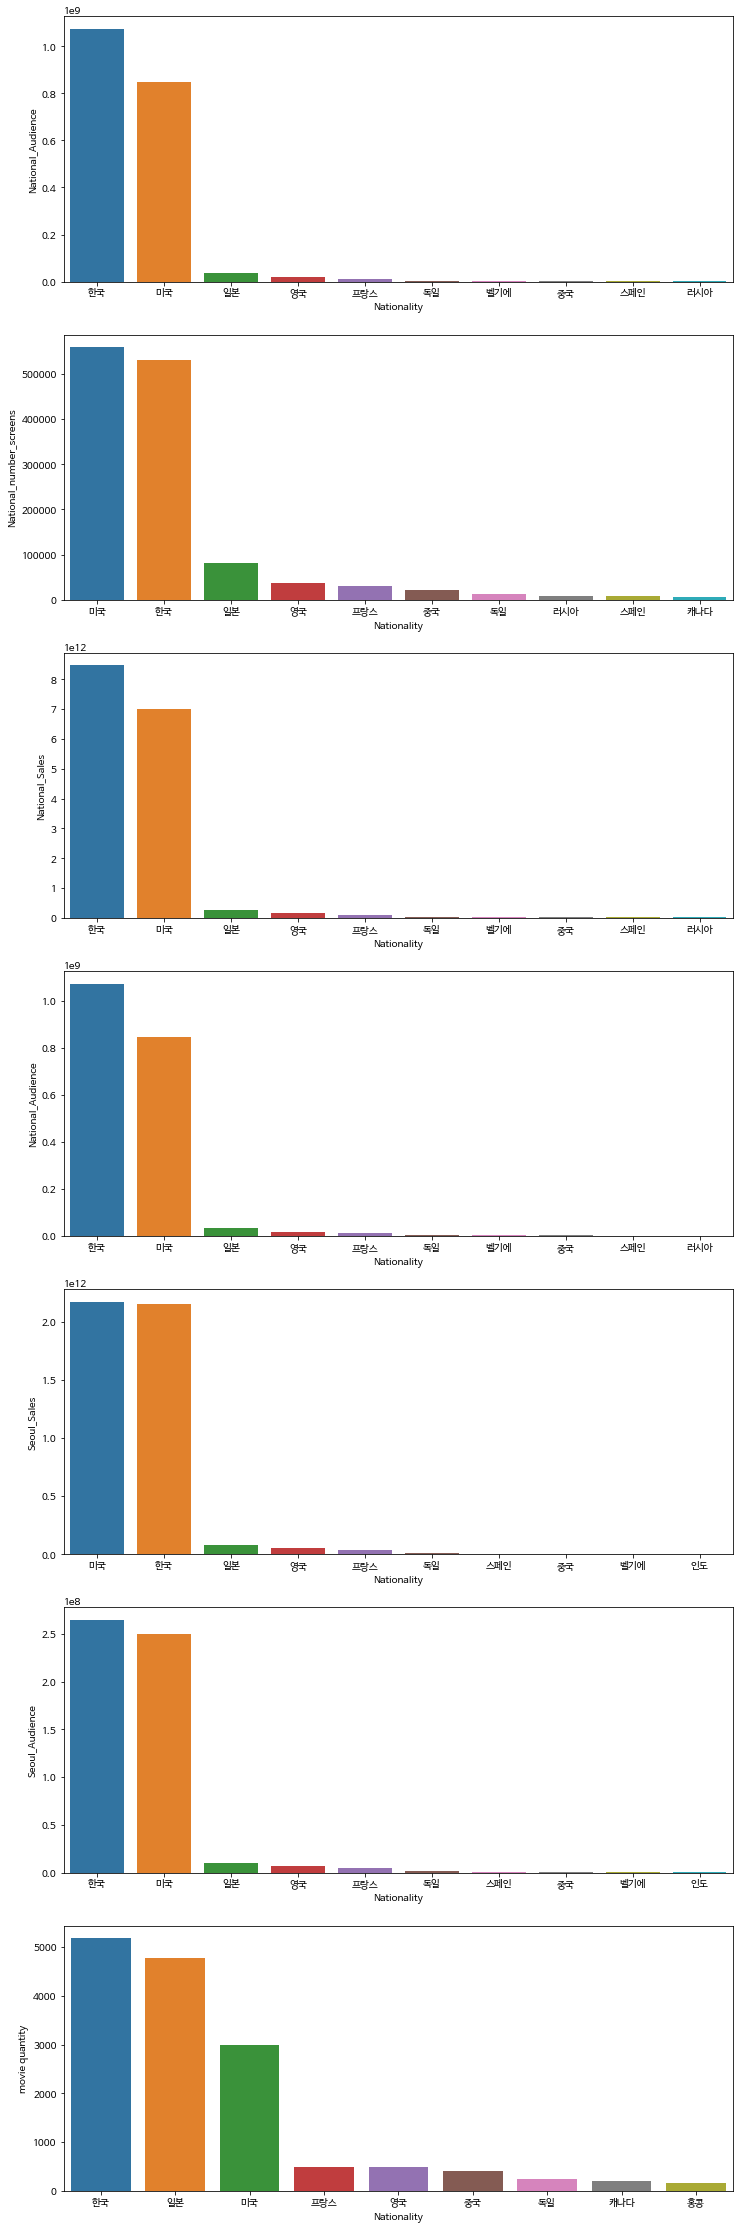 1e9
1.0
0.8
0.6
0.4
0.2
0.0
National_Audience
한국 미국 일본 영국 프랑스 독일 벨기에 중국 스페인 러시아
Nationality
500000
400000
300000
200000
100000
0
National_number_screens
미국 한국 일본 영국 프랑스 중국 독일 러시아 스페인 캐나다
Nationality
1e12
8
7
6
5
4
3
2
1
0
National_Sales
한국 미국 일본 영국 프랑스 독일 벨기에 중국 스페인 러시아
Nationality
1e9
1.0
0.8
0.6
0.4
0.2
0.0
National_Audience
한국 미국 일본 영국 프랑스 독일 벨기에 중국 스페인 러시아
Nationality
1e12
2.0
1.5
1.0
0.5
0.0
Seoul_Sales
미국 한국 일본 영국 프랑스 독일 스페인 중국 벨기에 인도
Nationality
1e8
2.5
2.0
1.5
1.0
0.5
0.0
Seoul_Audience
한국 미국 일본 영국 프랑스 독일 스페인 중국 벨기에 인도
Nationality
5000
4000
3000
2000
1000
0
movie quantity
한국 일본 미국 프랑스 영국 중국 독일 캐나다 홍콩
Nationality